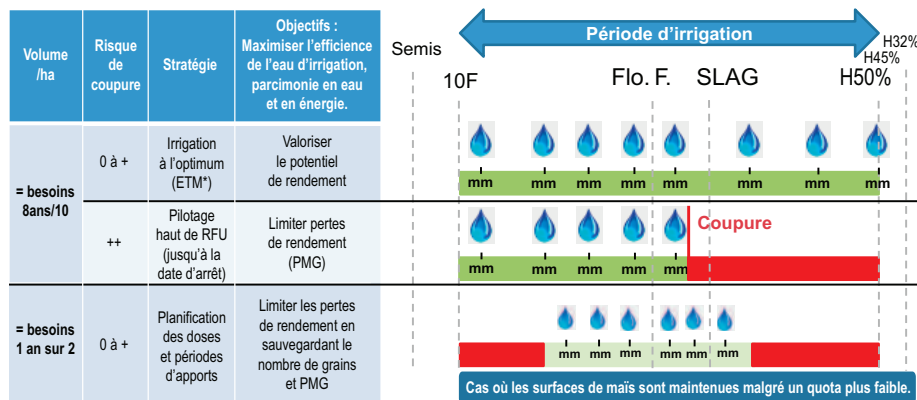 Volume
/ha
Risque
de
coupure
Stratégie
Objectifs :
Maximiser l'efficience
de l'eau d'irrigation,
parcimonie en eau
et en énergie.
Semis
Période d'irrigation
10F
Flo. F.
SLAG
H50%
H45%
H32%
= besoins
8ans/10
0 à +
Irrigation
à l'optimum
(ETM*)
Valoriser
le potentiel
de rendement
mm mm mm mm mm mm mm mm
++
Pilotage
haut de RFU
(jusqu'à la
date d'arrêt)
Limiter pertes
de rendement
(PMG)
Coupure
mm mm mm mm mm
= besoins
1 an sur 2
0 à +
Planification
des doses
et périodes
d'apports
Limiter les pertes
de rendement en
sauvegardant le
nombre de grains
et PMG
mm mm mm mm mm mm
Cas où les surfaces de maïs sont maintenues malgré un quota plus faible.